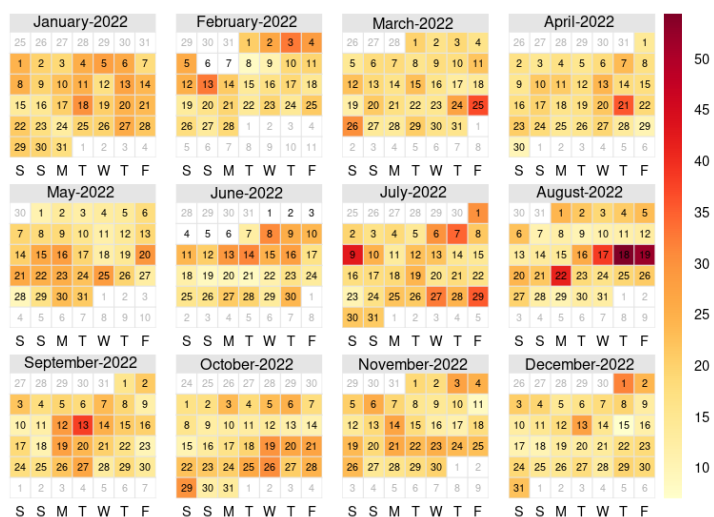 January-2022
25 26 27 28 29 30 31
1 2 3 4 5 6 7
8 9 10 11 12 13 14
15 16 17 18 19 20 21
22 23 24 25 26 27 28
29 30 31 1 2 3 4
S S M T W T F
February-2022
29 30 31 1 2 3 4
5 6 7 8 9 10 11
12 13 14 15 16 17 18
19 20 21 22 23 24 25
26 27 28 1 2 3 4
5 6 7 8 9 10 11
S S M T W T F
March-2022
26 27 28 1 2 3 4
5 6 7 8 9 10 11
12 13 14 15 16 17 18
19 20 21 22 23 24 25
26 27 28 29 30 31 1
2 3 4 5 6 7 8
S S M T W T F
April-2022
26 27 28 29 30 31 1
2 3 4 5 6 7 8
9 10 11 12 13 14 15
16 17 18 19 20 21 22
23 24 25 26 27 28 29
30 1 2 3 4 5 6
S S M T W T F
May-2022
30 1 2 3 4 5 6
7 8 9 10 11 12 13
14 15 16 17 18 19 20
21 22 23 24 25 26 27
28 29 30 31 1 2 3
4 5 6 7 8 9 10
S S M T W T F
June-2022
28 29 30 31 1 2 3
4 5 6 7 8 9 10
11 12 13 14 15 16 17
18 19 20 21 22 23 24
25 26 27 28 29 30 1
2 3 4 5 6 7 8
S S M T W T F
July-2022
25 26 27 28 29 30 1
2 3 4 5 6 7 8
9 10 11 12 13 14 15
16 17 18 19 20 21 22
23 24 25 26 27 28 29
30 31 1 2 3 4 5
S S M T W T F
August-2022
30 31 1 2 3 4 5
6 7 8 9 10 11 12
13 14 15 16 17 18 19
20 21 22 23 24 25 26
27 28 29 30 31 1 2
3 4 5 6 7 8 9
S S M T W T F
September-2022
27 28 29 30 31 1 2
3 4 5 6 7 8 9
10 11 12 13 14 15 16
17 18 19 20 21 22 23
24 25 26 27 28 29 30
1 2 3 4 5 6 7
S S M T W T F
October-2022
24 25 26 27 28 29 30
1 2 3 4 5 6 7
8 9 10 11 12 13 14
15 16 17 18 19 20 21
22 23 24 25 26 27 28
29 30 31 1 2 3 4
S S M T W T F
November-2022
29 30 31 1 2 3 4
5 6 7 8 9 10 11
12 13 14 15 16 17 18
19 20 21 22 23 24 25
26 27 28 29 30 1 2
3 4 5 6 7 8 9
S S M T W T F
December-2022
26 27 28 29 30 1 2
3 4 5 6 7 8 9
10 11 12 13 14 15 16
17 18 19 20 21 22 23
24 25 26 27 28 29 30
31 1 2 3 4 5 6
S S M T W T F
50
45
40
35
30
25
20
15
10